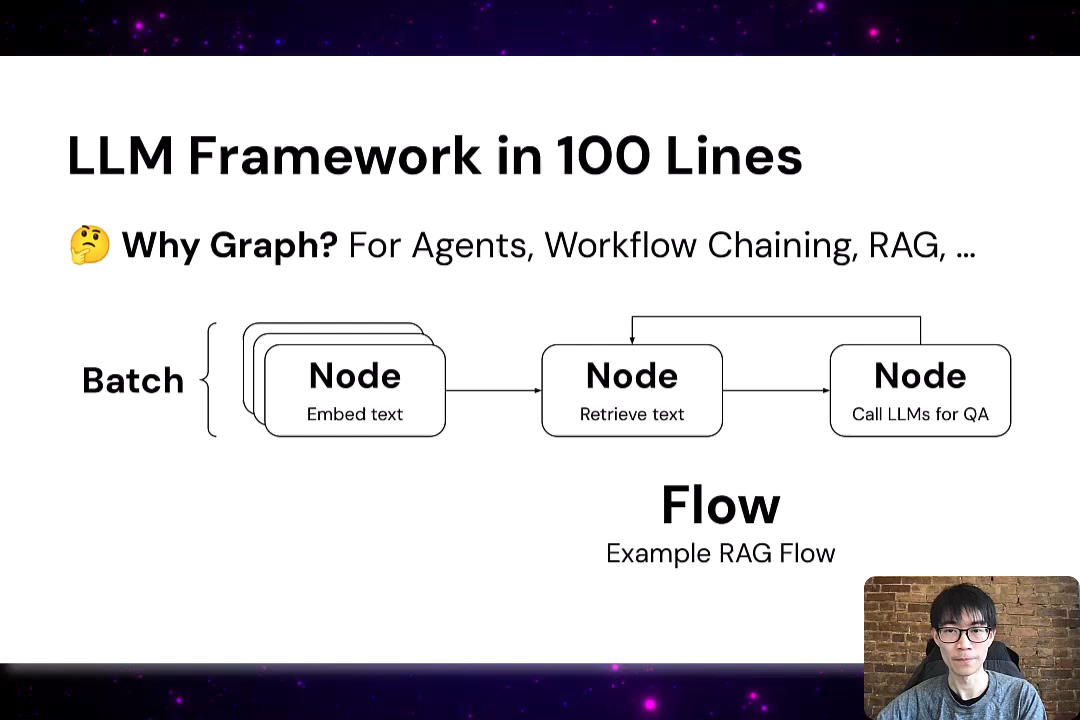 LLM Framework in 100 Lines
🤔 Why Graph? For Agents, Workflow Chaining, RAG, ...
Batch
Node
Embed text
Node
Retrieve text
Node
Call LLMs for QA
Flow
Example RAG Flow